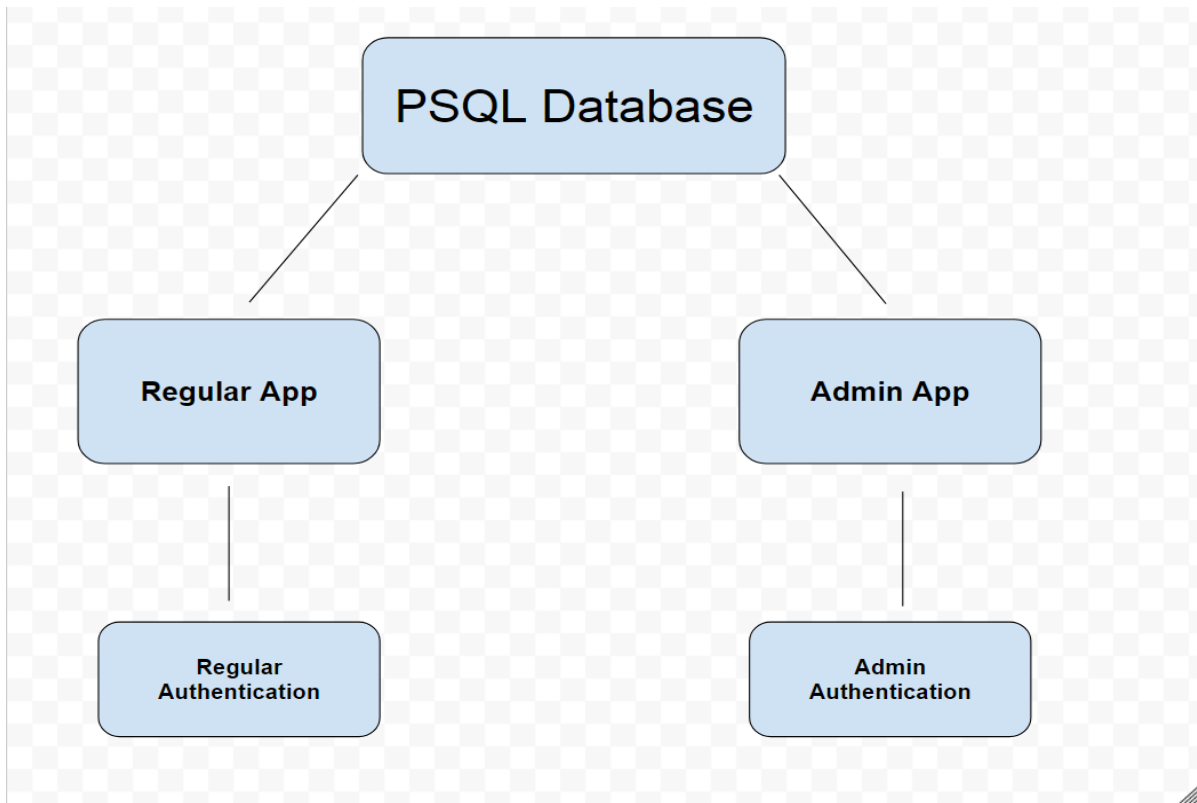 PSQL Database
Regular App
Admin App
Regular
Authentication
Admin
Authentication